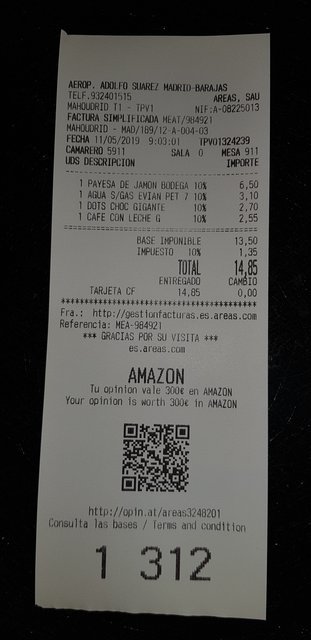 AEROP. ADOLFO SUAREZ MADRID-BARAJAS
TELF.932401515 AREAS, SAU
MAHOUDRID T1 - TPV1 NIF:A-08225013
FACTURA SIMPLIFICADA MEAT/984921
MAHOUDRID - MAD/189/12-A-004-03
FECHA 11/05/2019 9:03:01 TPV01324239
CAMARERO 5911 SALA 0 MESA 911
UDS DESCRIPCION IMPORTE
1 PAYESA DE JAMON BODEGA 10% 6,50
1 AGUA S/GAS EVIAN PET 7 10% 3,10
1 DOTS CHOC GIGANTE 10% 2,70
1 CAFE CON LECHE G 10% 2,55
BASE IMPONIBLE 13,50
IMPUESTO 10% 1,35
TOTAL 14,85
ENTREGADO CAMBIO
TARJETA CF 14,85 0,00
****************************************
Fra.: http://gestionfacturas.es.areas.com
Referencia: MEA-984921
*** GRACIAS POR SU VISITA ***
es.areas.com
AMAZON
Tu opinion vale 300€ en AMAZON
Your opinion is worth 300€ in AMAZON
http://opin.at/areas3248201
Consulta las bases / Terms and condition
1 312